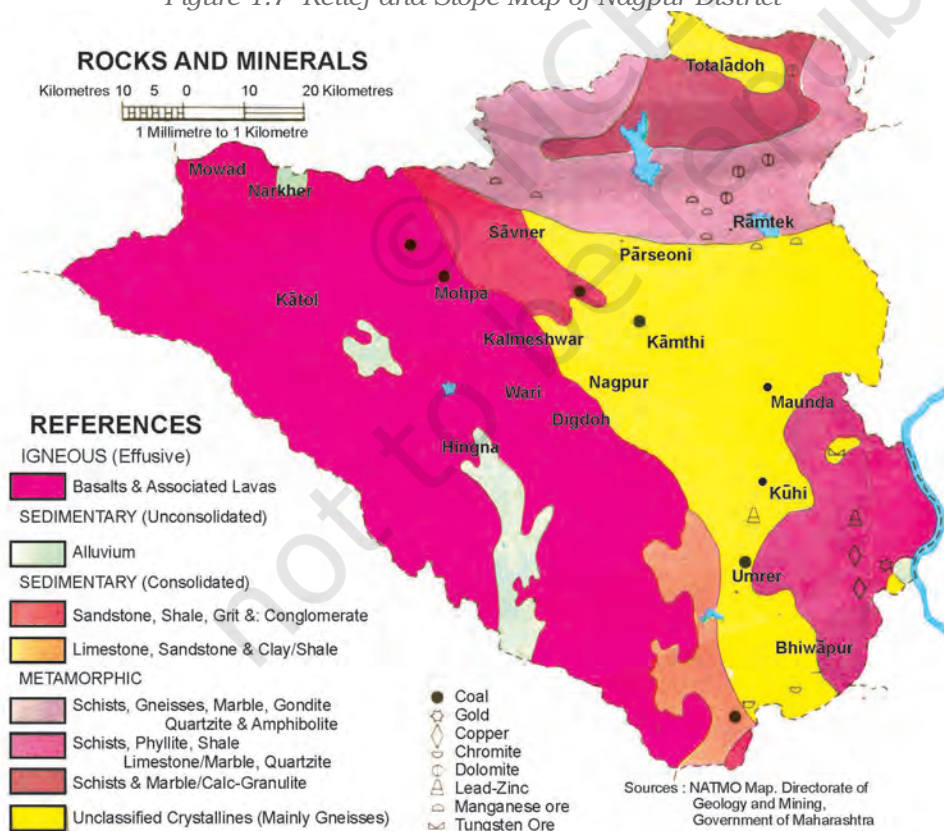 Figure 1.7 Relief and Slope Map of Nagpur District
ROCKS AND MINERALS
Kilometres 10 5 0 10 20 Kilometres
1 Millimetre to 1 Kilometre
Totalādoh
Mowad
Narkher
Rāmtek
Sāvner
Pārseoni
Kātol
Mohpa
Kalmeshwar
Kāmthi
Nagpur
Wari
Maunda
Digdoh
Hingna
Kūhi
Umrer
Bhiwāpur
REFERENCES
IGNEOUS (Effusive)
Basalts & Associated Lavas
SEDIMENTARY (Unconsolidated)
Alluvium
SEDIMENTARY (Consolidated)
Sandstone, Shale, Grit &: Conglomerate
Limestone, Sandstone & Clay/Shale
METAMORPHIC
Schists, Gneisses, Marble, Gondite
Quartzite & Amphibolite
Schists, Phyllite, Shale
Limestone/Marble, Quartzite
Schists & Marble/Calc-Granulite
Unclassified Crystallines (Mainly Gneisses)
Coal
Gold
Copper
Chromite
Dolomite
Lead-Zinc
Manganese ore
Tungsten Ore
Sources : NATMO Map. Directorate of
Geology and Mining,
Government of Maharashtra
© NCE
not to be repub